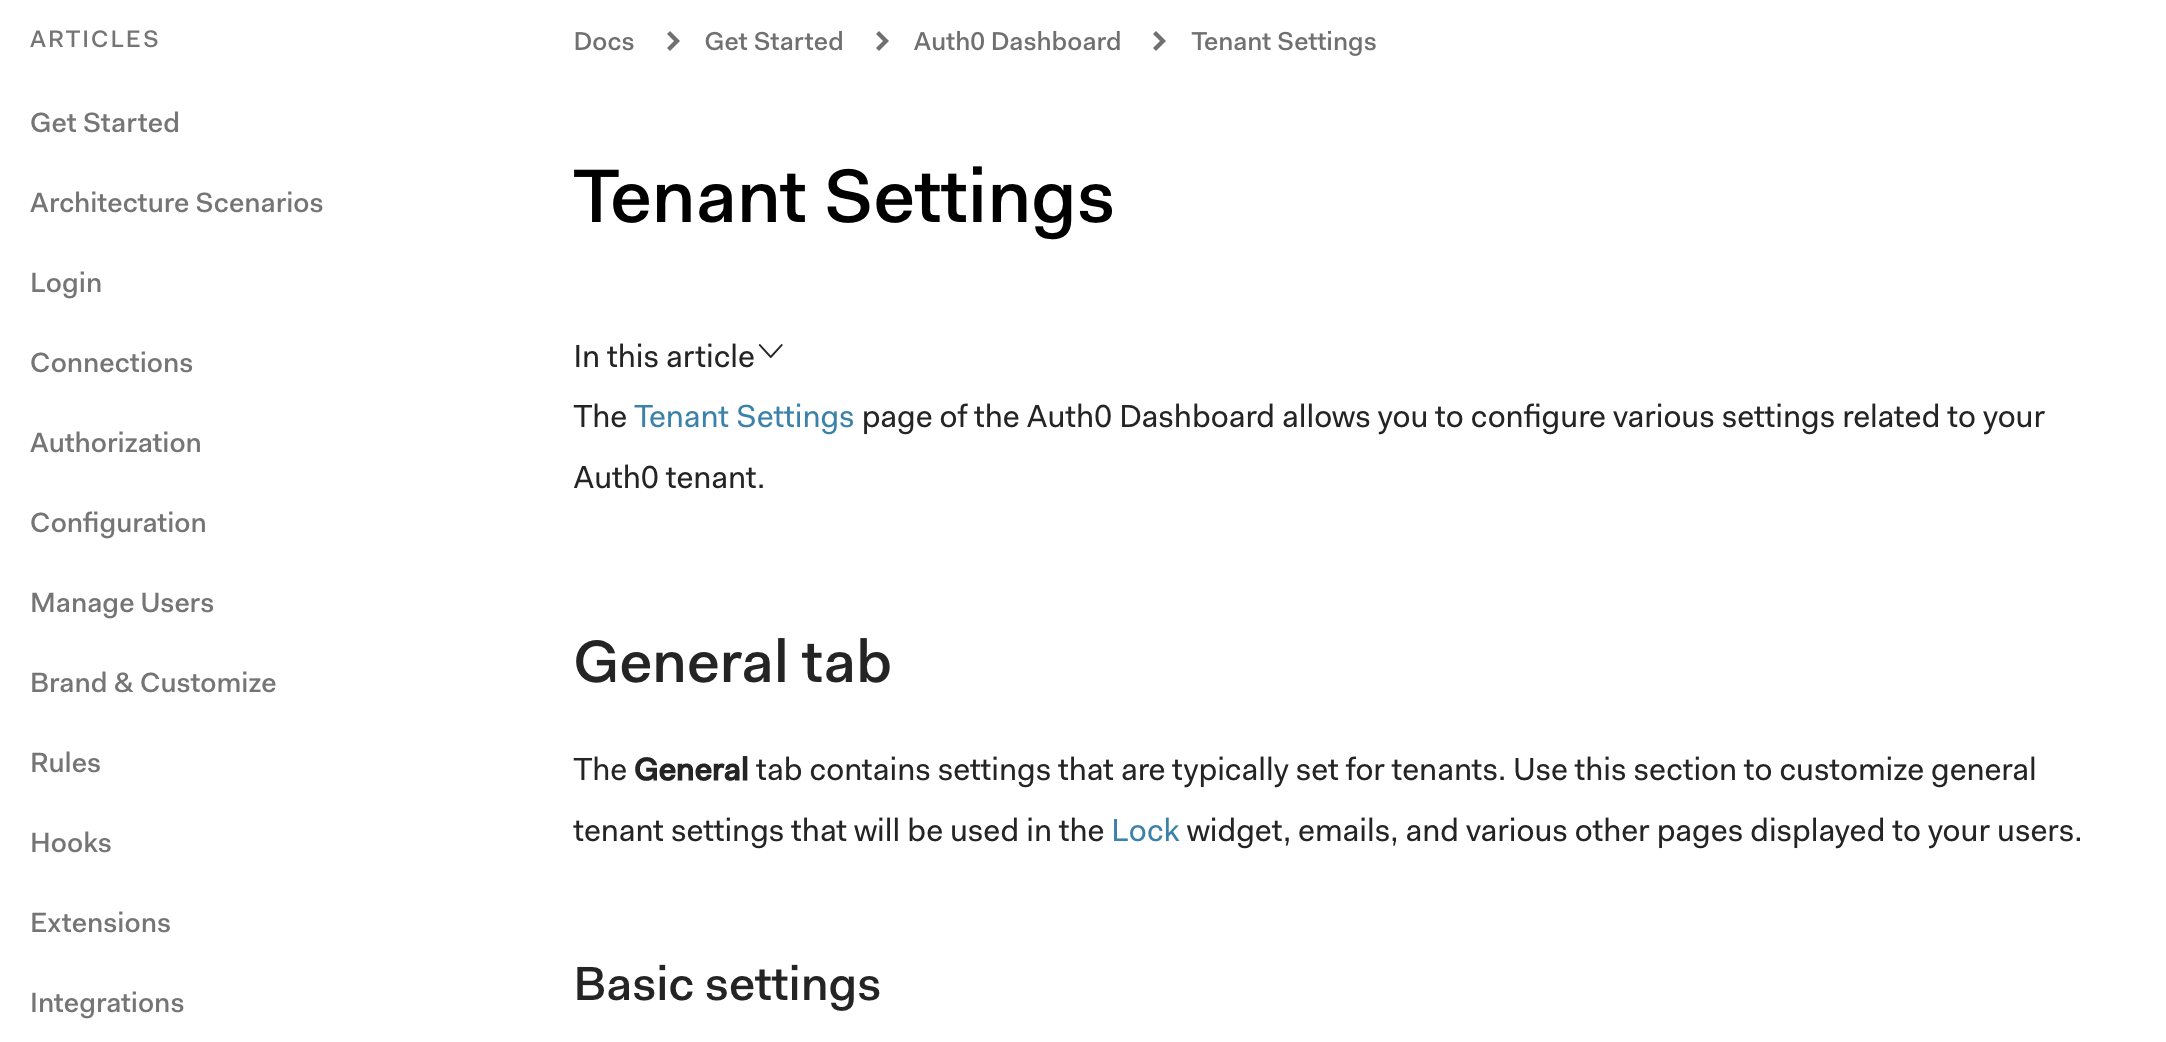 ARTICLES
Get Started
Architecture Scenarios
Login
Connections
Authorization
Configuration
Manage Users
Brand & Customize
Rules
Hooks
Extensions
Integrations
Docs > Get Started > Auth0 Dashboard > Tenant Settings
Tenant Settings
In this article
The Tenant Settings page of the Auth0 Dashboard allows you to configure various settings related to your
Auth0 tenant.
General tab
The General tab contains settings that are typically set for tenants. Use this section to customize general
tenant settings that will be used in the Lock widget, emails, and various other pages displayed to your users.
Basic settings